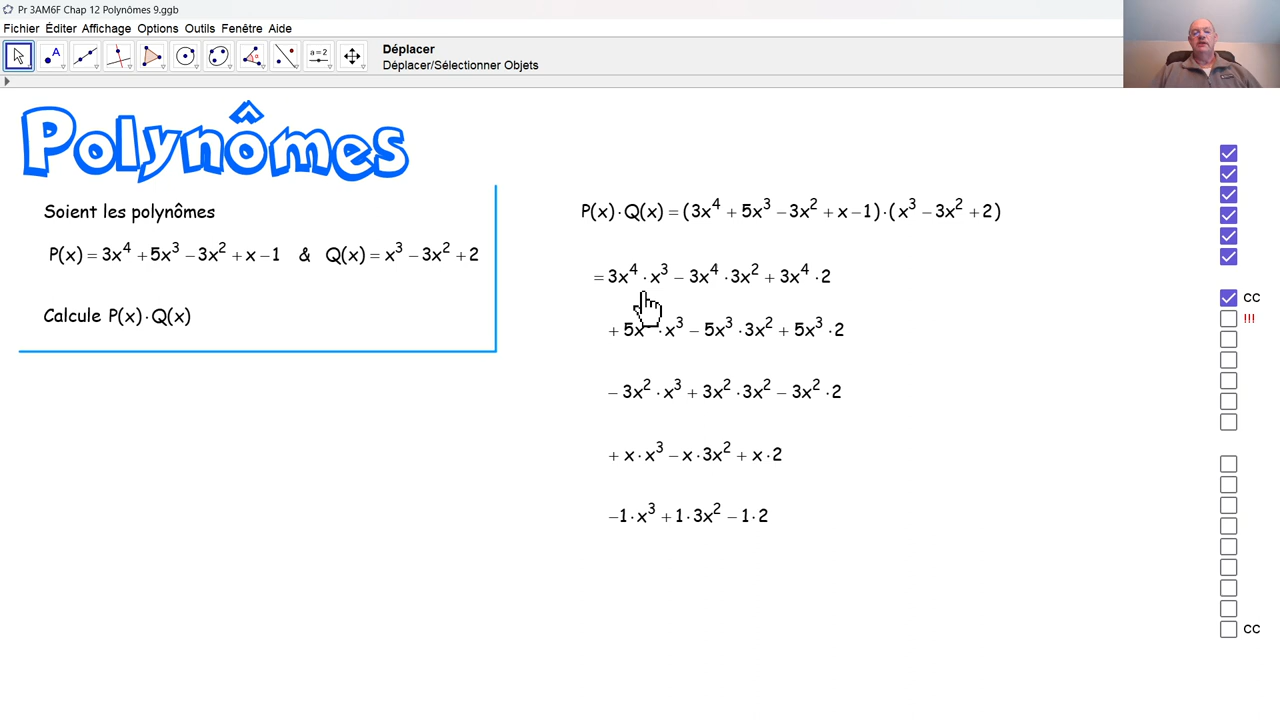 Pr 3AM6F Chap 12 Polynômes 9.ggb
Fichier Éditer Affichage Options Outils Fenêtre Aide
A
a=2
Déplacer
Déplacer/Sélectionner Objets
Polynômes
Soient les polynômes
P(x) = 3x⁴ + 5x³ − 3x² + x − 1 & Q(x) = x³ − 3x² + 2
Calcule P(x)·Q(x)
P(x)·Q(x) = (3x⁴ + 5x³ − 3x² + x − 1)·(x³ − 3x² + 2)
= 3x⁴·x³ − 3x⁴·3x² + 3x⁴·2
+ 5x ·x³ − 5x³·3x² + 5x³·2
− 3x²·x³ + 3x²·3x² − 3x²·2
+ x·x³ − x·3x² + x·2
−1·x³ + 1·3x² − 1·2
CC
!!!
CC